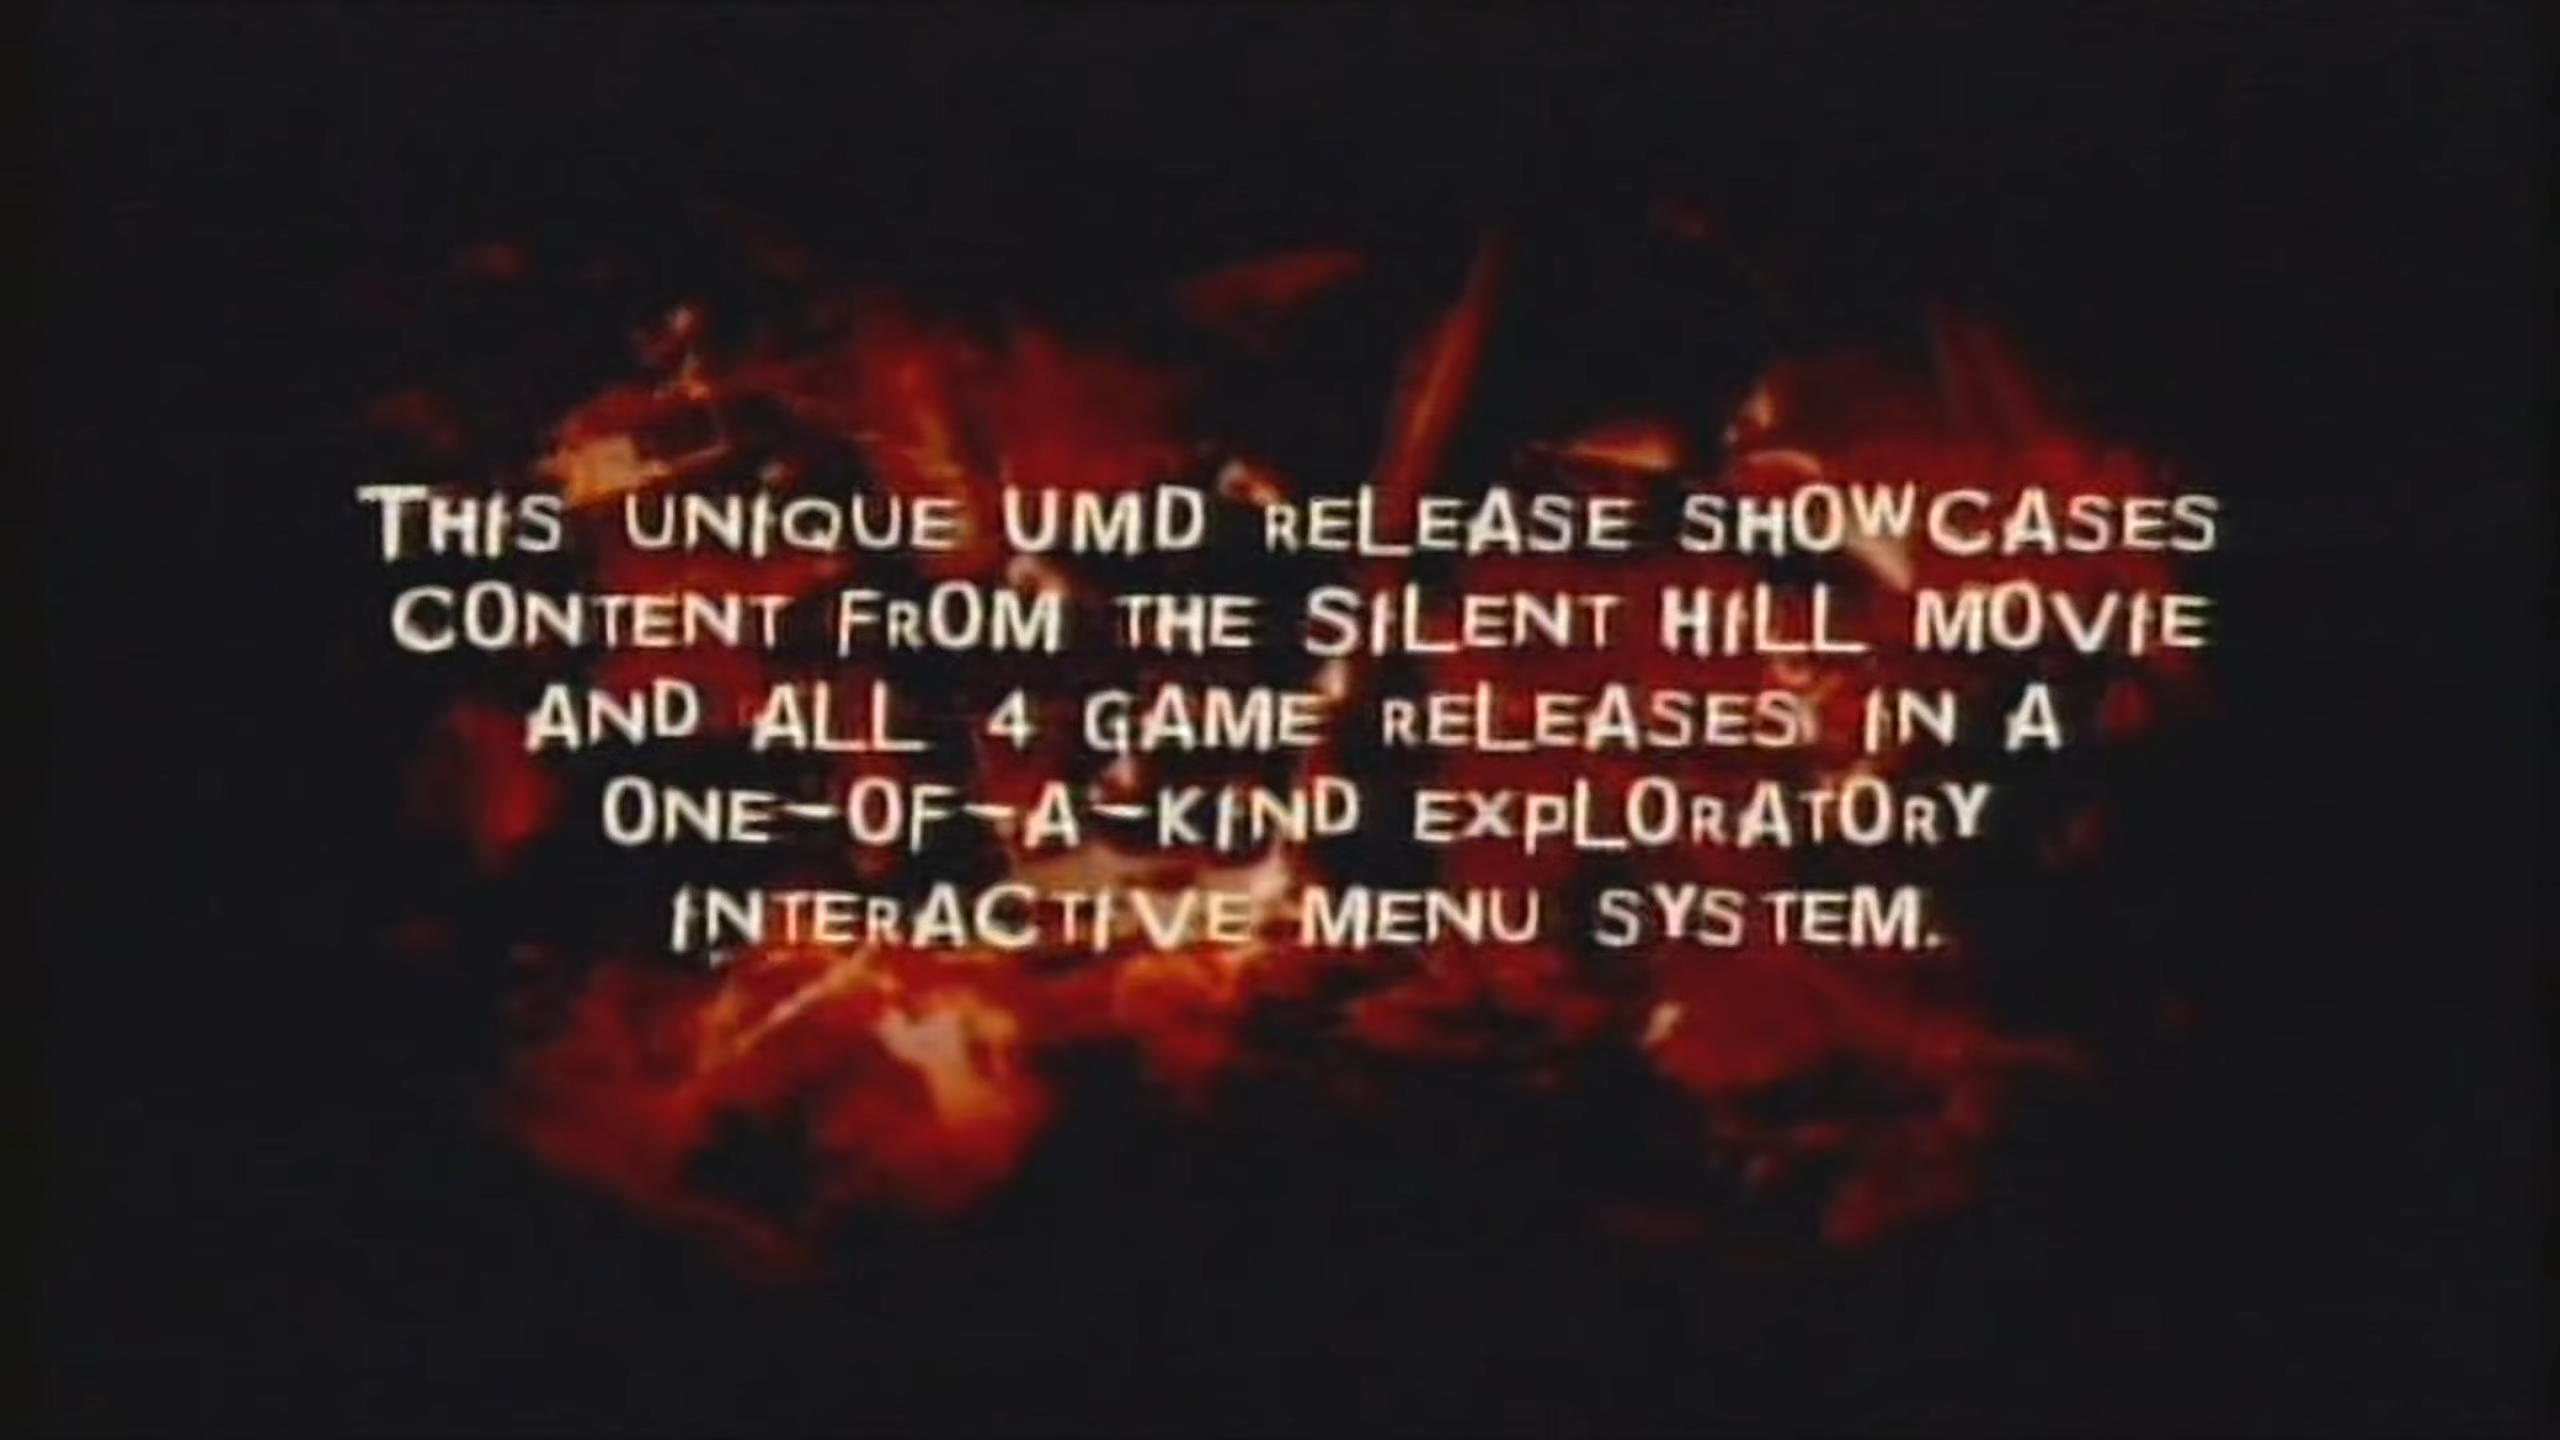 This unique UMD release showcases
content from the Silent Hill movie
and all 4 game releases in a
one-of-a-kind exploratory
interactive menu system.